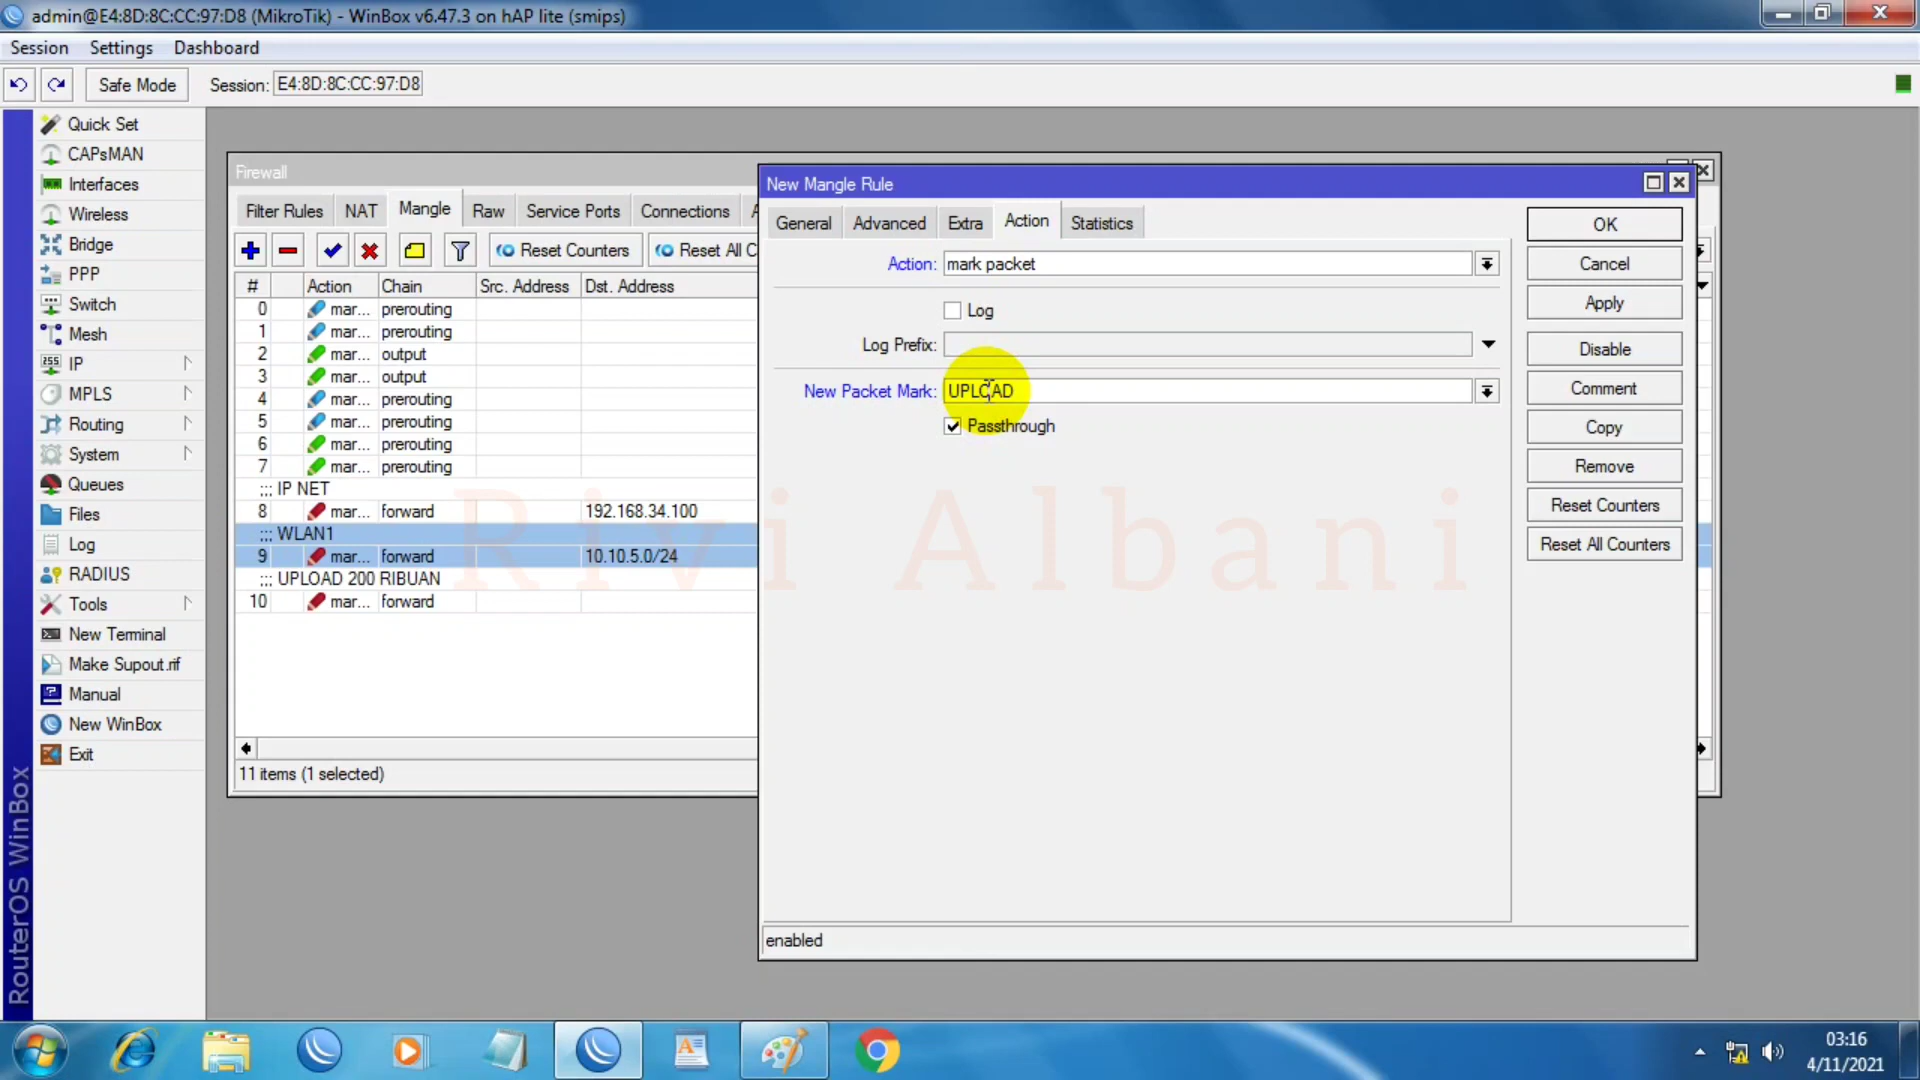 admin@E4:8D:8C:CC:97:D8 (MikroTik) - WinBox v6.47.3 on hAP lite (smips)
Session Settings Dashboard
Safe Mode Session: E4:8D:8C:CC:97:D8
Quick Set
CAPsMAN
Interfaces
Wireless
Bridge
PPP
Switch
Mesh
IP
MPLS
Routing
System
Queues
Files
Log
RADIUS
Tools
New Terminal
Make Supout.rif
Manual
New WinBox
Exit
RouterOS WinBox
Firewall
Filter Rules NAT Mangle Raw Service Ports Connections
Reset Counters Reset All C
# Action Chain Src. Address Dst. Address
0 mar... prerouting
1 mar... prerouting
2 mar... output
3 mar... output
4 mar... prerouting
5 mar... prerouting
6 mar... prerouting
7 mar... prerouting
::: IP NET
8 mar... forward 192.168.34.100
::: WLAN1
9 mar... forward 10.10.5.0/24
::: UPLOAD 200 RIBUAN
10 mar... forward
11 items (1 selected)
New Mangle Rule
General Advanced Extra Action Statistics
Action: mark packet
Log
Log Prefix:
New Packet Mark: UPLOAD
Passthrough
OK
Cancel
Apply
Disable
Comment
Copy
Remove
Reset Counters
Reset All Counters
enabled
Rivi Albani
03:16
4/11/2021